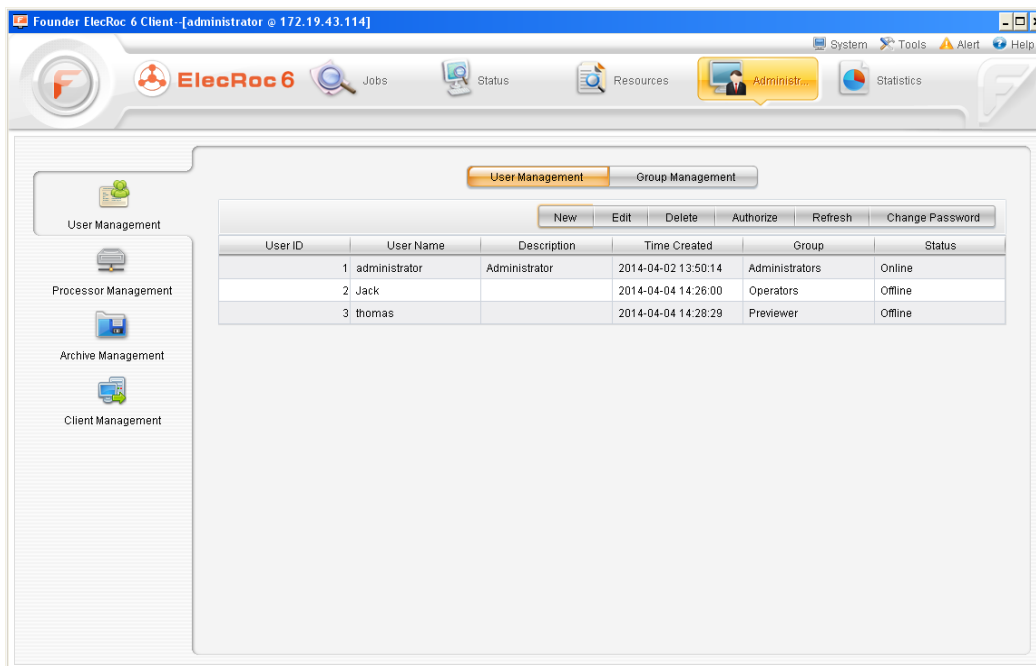 Founder ElecRoc 6 Client--[administrator @ 172.19.43.114]
System Tools Alert Help
ElecRoc 6 Jobs Status Resources Administr... Statistics
User Management Group Management
New Edit Delete Authorize Refresh Change Password
User ID User Name Description Time Created Group Status
1 administrator Administrator 2014-04-02 13:50:14 Administrators Online
2 Jack 2014-04-04 14:26:00 Operators Offline
3 thomas 2014-04-04 14:28:29 Previewer Offline
User Management
Processor Management
Archive Management
Client Management